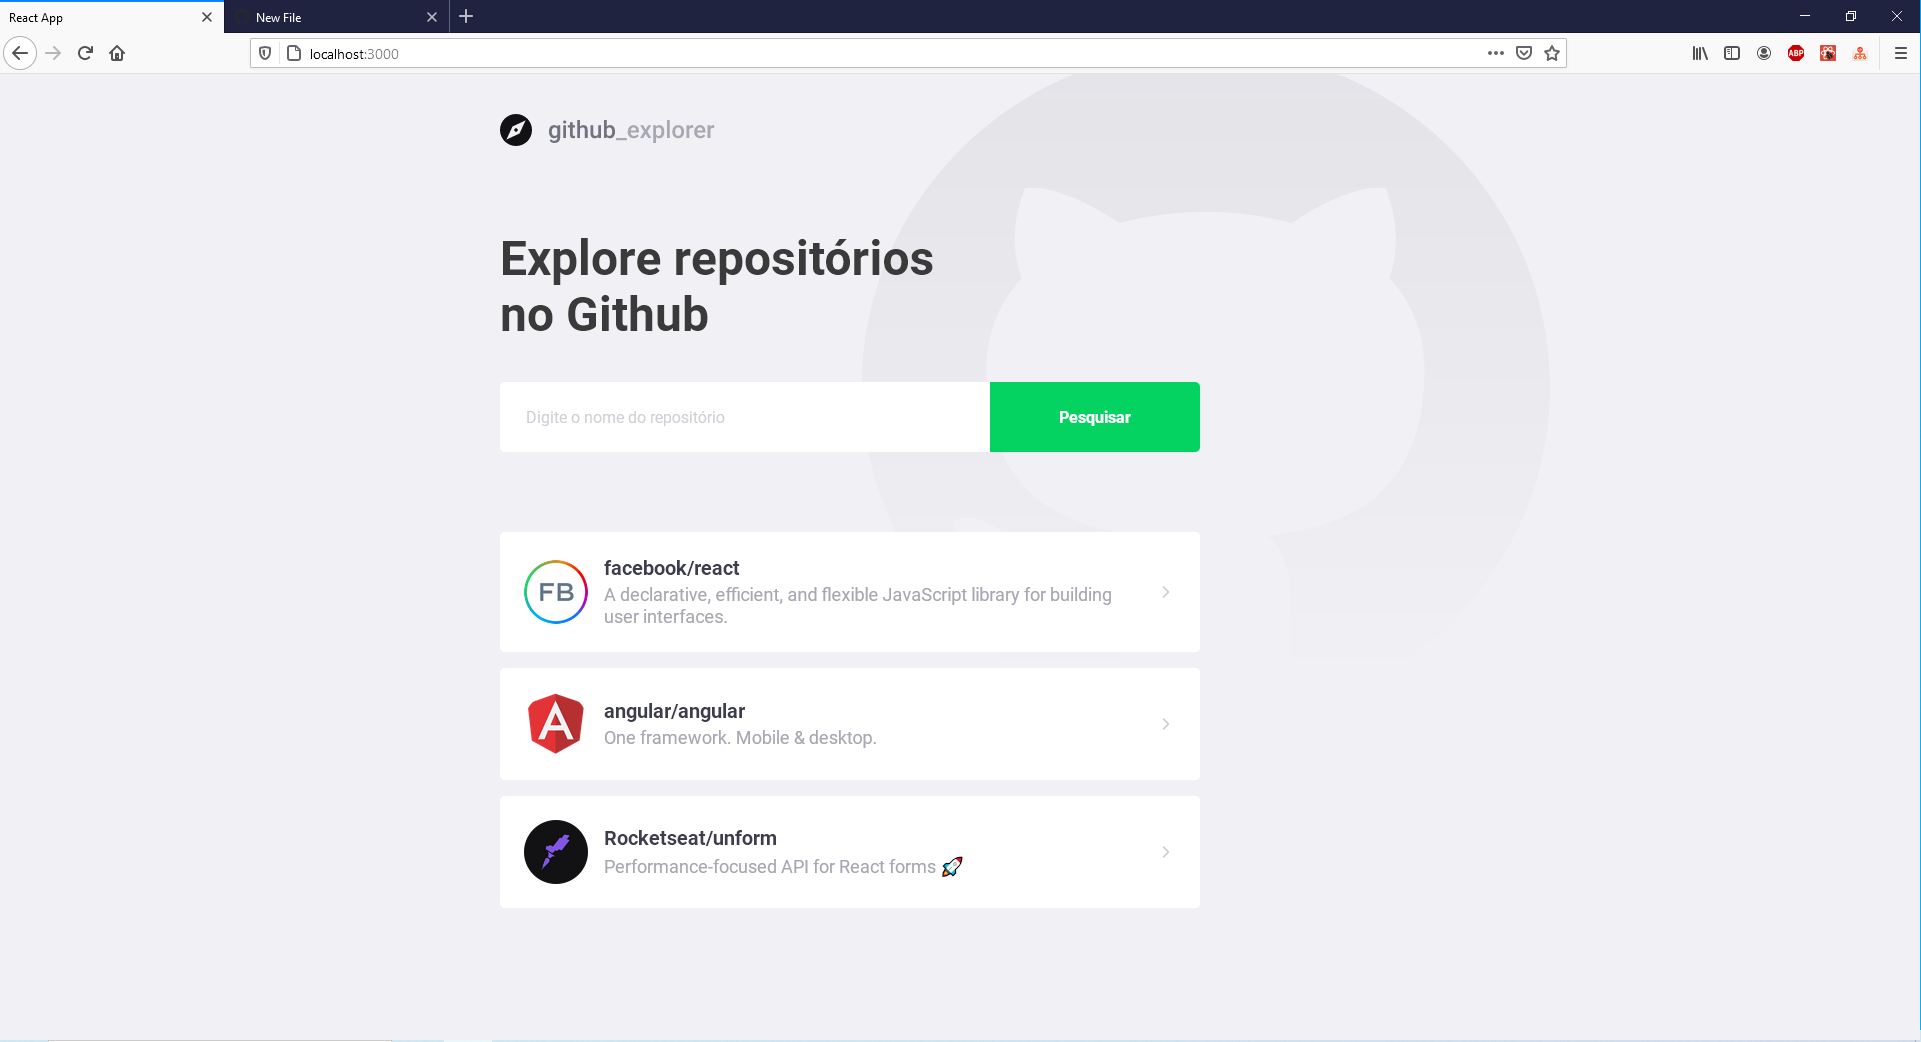 React App
New File
localhost:3000
ABP
github_explorer
Explore repositórios
no Github
Digite o nome do repositório
Pesquisar
FB
facebook/react
A declarative, efficient, and flexible JavaScript library for building
user interfaces.
A
angular/angular
One framework. Mobile & desktop.
Rocketseat/unform
Performance-focused API for React forms 🚀